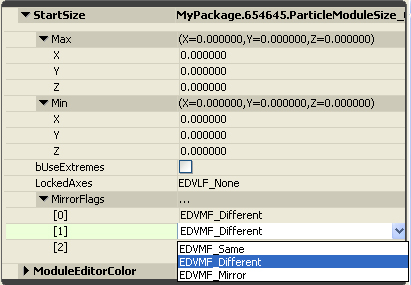 StartSize MyPackage.654645.ParticleModuleSize_
Max (X=0.000000,Y=0.000000,Z=0.000000)
X 0.000000
Y 0.000000
Z 0.000000
Min (X=0.000000,Y=0.000000,Z=0.000000)
X 0.000000
Y 0.000000
Z 0.000000
bUseExtremes
LockedAxes EDVLF_None
MirrorFlags ...
[0] EDVMF_Different
[1] EDVMF_Different
[2] EDVMF_Same
EDVMF_Different
ModuleEditorColor EDVMF_Mirror